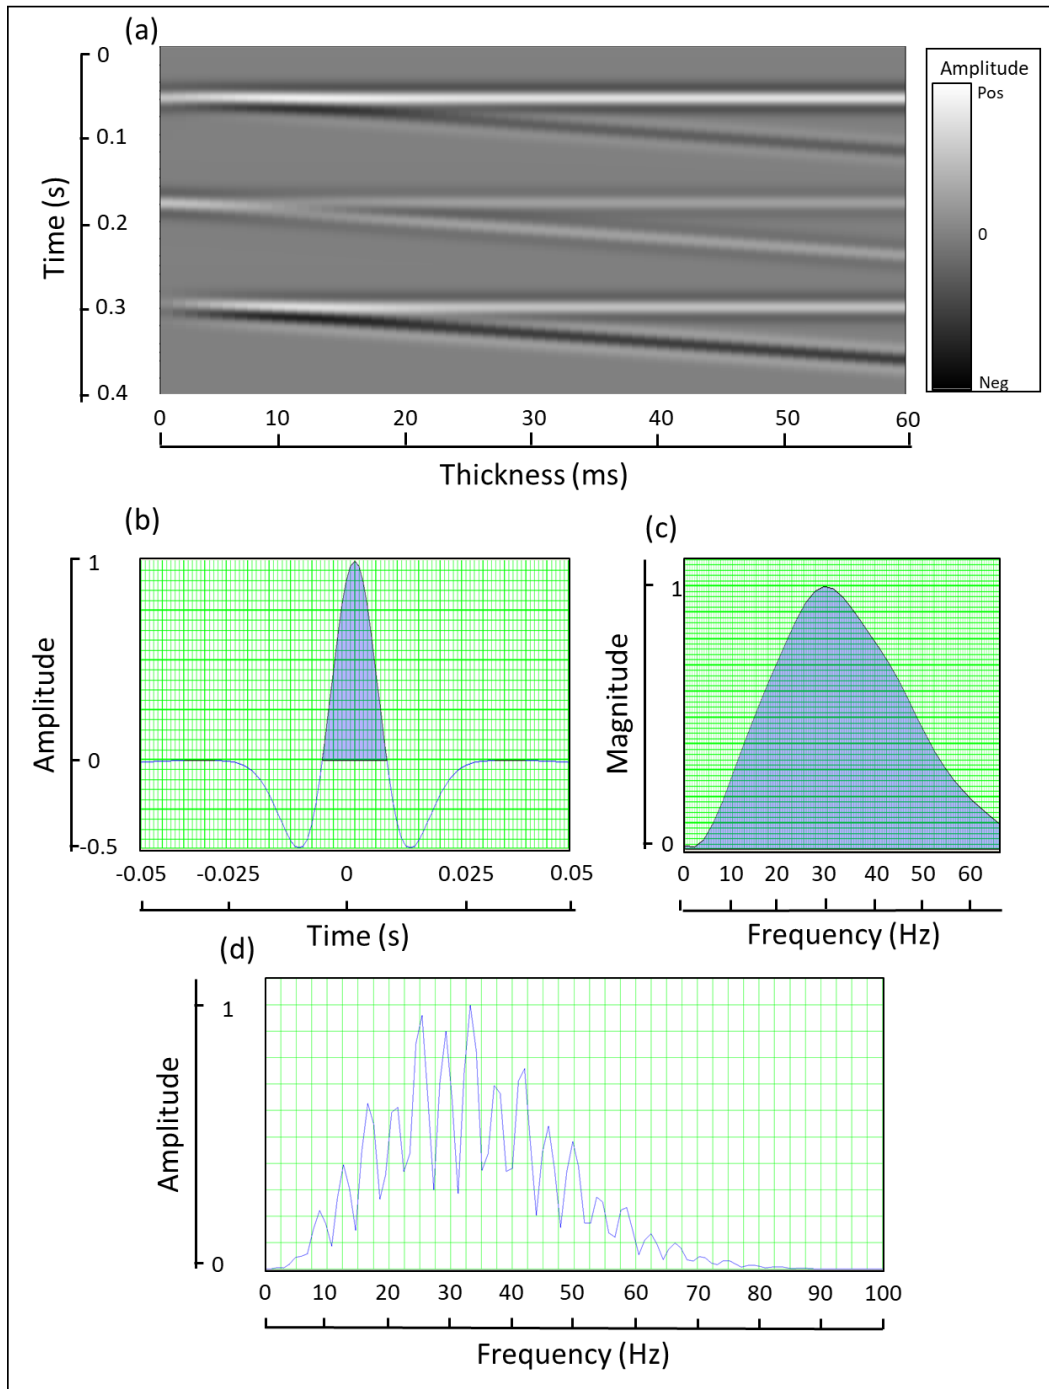 (a)
0
0.1
0.2
0.3
0.4
Time (s)
Amplitude
Pos
0
Neg
0 10 20 30 40 50 60
Thickness (ms)
(b)
1
0
-0.5
Amplitude
-0.05 -0.025 0 0.025 0.05
Time (s)
(c)
1
0
Magnitude
0 10 20 30 40 50 60
Frequency (Hz)
(d)
1
0
Amplitude
0 10 20 30 40 50 60 70 80 90 100
Frequency (Hz)